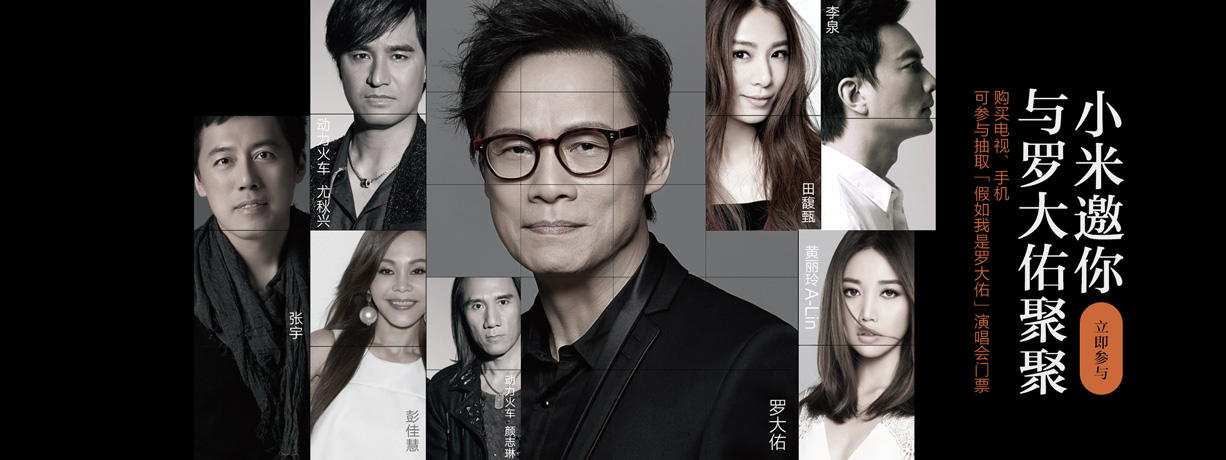 小米邀你
与罗大佑聚聚
购买电视、手机
可参与抽取「假如我是罗大佑」演唱会门票
立即参与
李泉
田馥甄
黄丽玲A-Lin
罗大佑
动力火车 尤秋兴
动力火车 颜志琳
彭佳慧
张宇